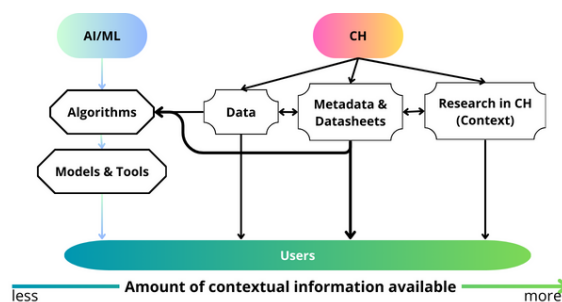 AI/ML
CH
Algorithms
Data
Metadata &
Datasheets
Research in CH
(Context)
Models & Tools
Users
Amount of contextual information available
less
more